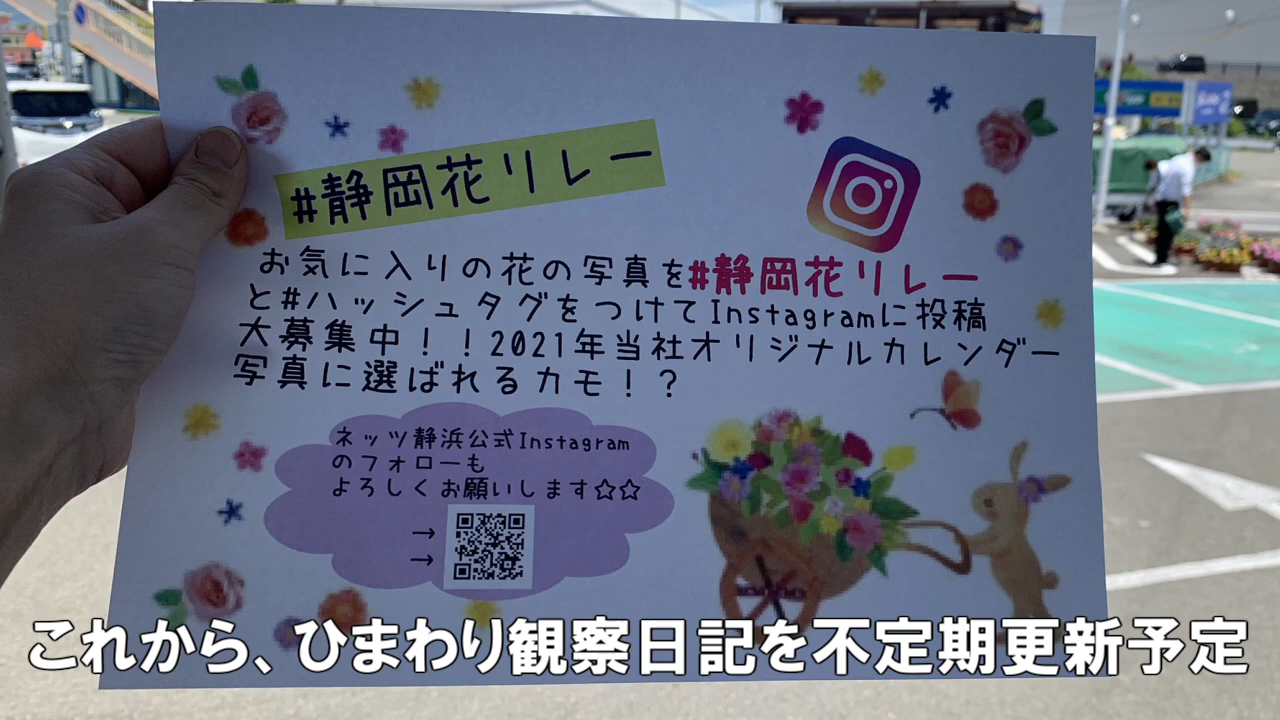 #静岡花リレー
お気に入りの花の写真を#静岡花リレー
と#ハッシュタグをつけてInstagramに投稿
大募集中！！2021年当社オリジナルカレンダー
写真に選ばれるカモ！？
ネッツ静浜公式Instagram
のフォローも
よろしくお願いします☆☆
→
→
これから、ひまわり観察日記を不定期更新予定